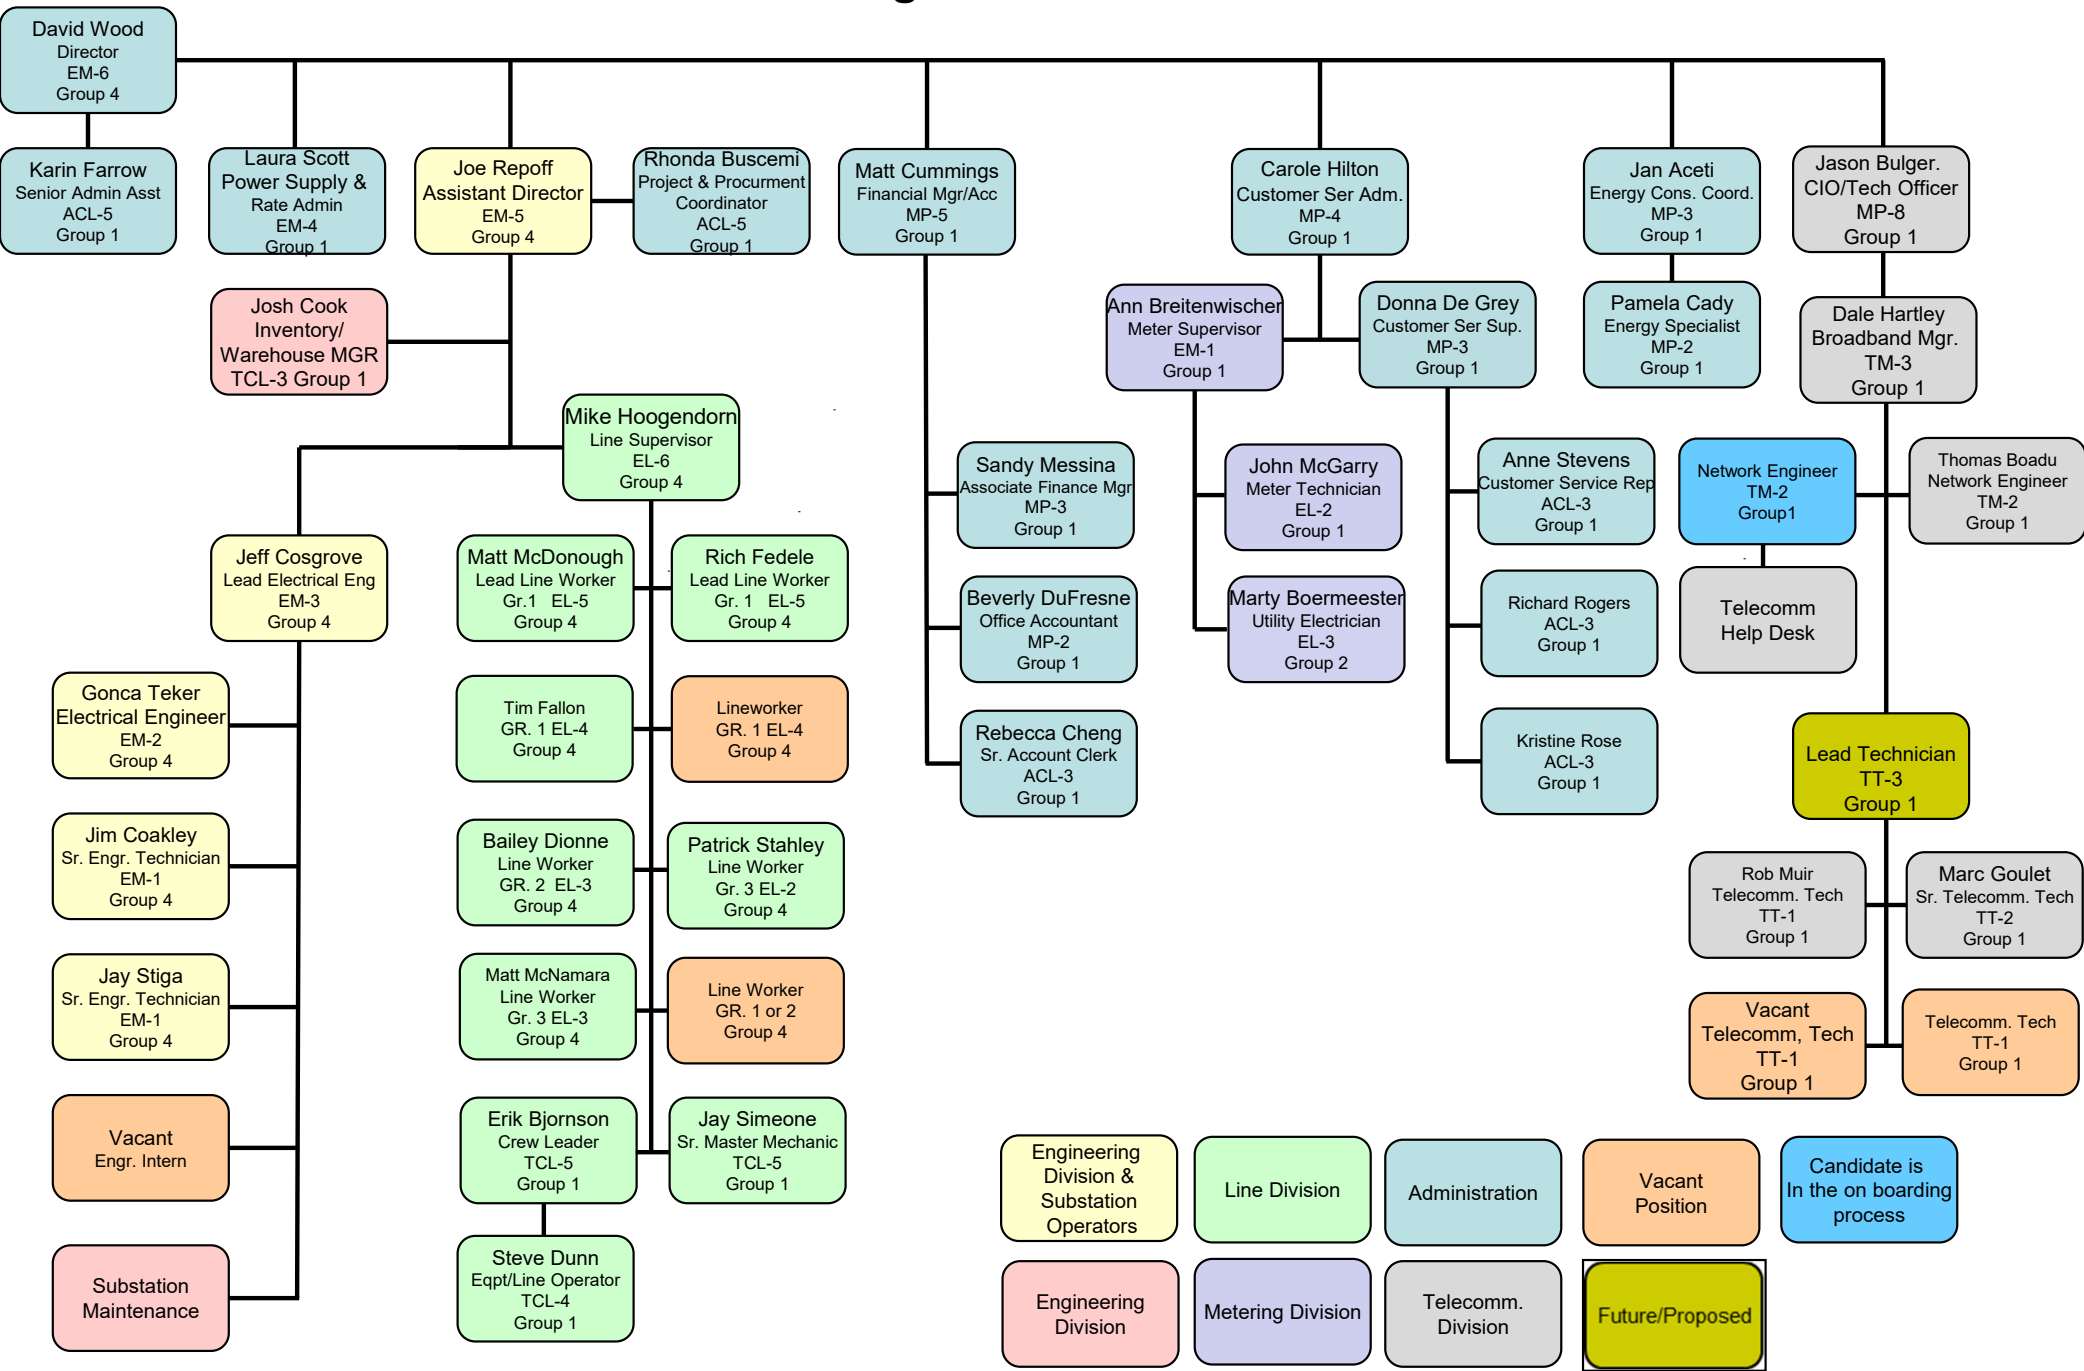 David Wood
Director
EM-6
Group 4
Karin Farrow
Senior Admin Asst
ACL-5
Group 1
Laura Scott
Power Supply &
Rate Admin
EM-4
Group 1
Joe Repoff
Assistant Director
EM-5
Group 4
Rhonda Buscemi
Project & Procurment
Coordinator
ACL-5
Group 1
Matt Cummings
Financial Mgr/Acc
MP-5
Group 1
Carole Hilton
Customer Ser Adm.
MP-4
Group 1
Jan Aceti
Energy Cons. Coord.
MP-3
Group 1
Jason Bulger.
CIO/Tech Officer
MP-8
Group 1
Josh Cook
Inventory/
Warehouse MGR
TCL-3 Group 1
Ann Breitenwischer
Meter Supervisor
EM-1
Group 1
Donna De Grey
Customer Ser Sup.
MP-3
Group 1
Pamela Cady
Energy Specialist
MP-2
Group 1
Dale Hartley
Broadband Mgr.
TM-3
Group 1
Mike Hoogendorn
Line Supervisor
EL-6
Group 4
Sandy Messina
Associate Finance Mgr
MP-3
Group 1
John McGarry
Meter Technician
EL-2
Group 1
Anne Stevens
Customer Service Rep
ACL-3
Group 1
Network Engineer
TM-2
Group1
Thomas Boadu
Network Engineer
TM-2
Group 1
Jeff Cosgrove
Lead Electrical Eng
EM-3
Group 4
Matt McDonough
Lead Line Worker
Gr.1 EL-5
Group 4
Rich Fedele
Lead Line Worker
Gr. 1 EL-5
Group 4
Beverly DuFresne
Office Accountant
MP-2
Group 1
Marty Boermeester
Utility Electrician
EL-3
Group 2
Richard Rogers
ACL-3
Group 1
Telecomm
Help Desk
Gonca Teker
Electrical Engineer
EM-2
Group 4
Tim Fallon
GR. 1 EL-4
Group 4
Lineworker
GR. 1 EL-4
Group 4
Rebecca Cheng
Sr. Account Clerk
ACL-3
Group 1
Kristine Rose
ACL-3
Group 1
Lead Technician
TT-3
Group 1
Jim Coakley
Sr. Engr. Technician
EM-1
Group 4
Bailey Dionne
Line Worker
GR. 2 EL-3
Group 4
Patrick Stahley
Line Worker
Gr. 3 EL-2
Group 4
Rob Muir
Telecomm. Tech
TT-1
Group 1
Marc Goulet
Sr. Telecomm. Tech
TT-2
Group 1
Jay Stiga
Sr. Engr. Technician
EM-1
Group 4
Matt McNamara
Line Worker
Gr. 3 EL-3
Group 4
Line Worker
GR. 1 or 2
Group 4
Vacant
Telecomm, Tech
TT-1
Group 1
Telecomm. Tech
TT-1
Group 1
Vacant
Engr. Intern
Erik Bjornson
Crew Leader
TCL-5
Group 1
Jay Simeone
Sr. Master Mechanic
TCL-5
Group 1
Substation
Maintenance
Steve Dunn
Eqpt/Line Operator
TCL-4
Group 1
Engineering
Division &
Substation
Operators
Line Division
Administration
Vacant
Position
Candidate is
In the on boarding
process
Engineering
Division
Metering Division
Telecomm.
Division
Future/Proposed